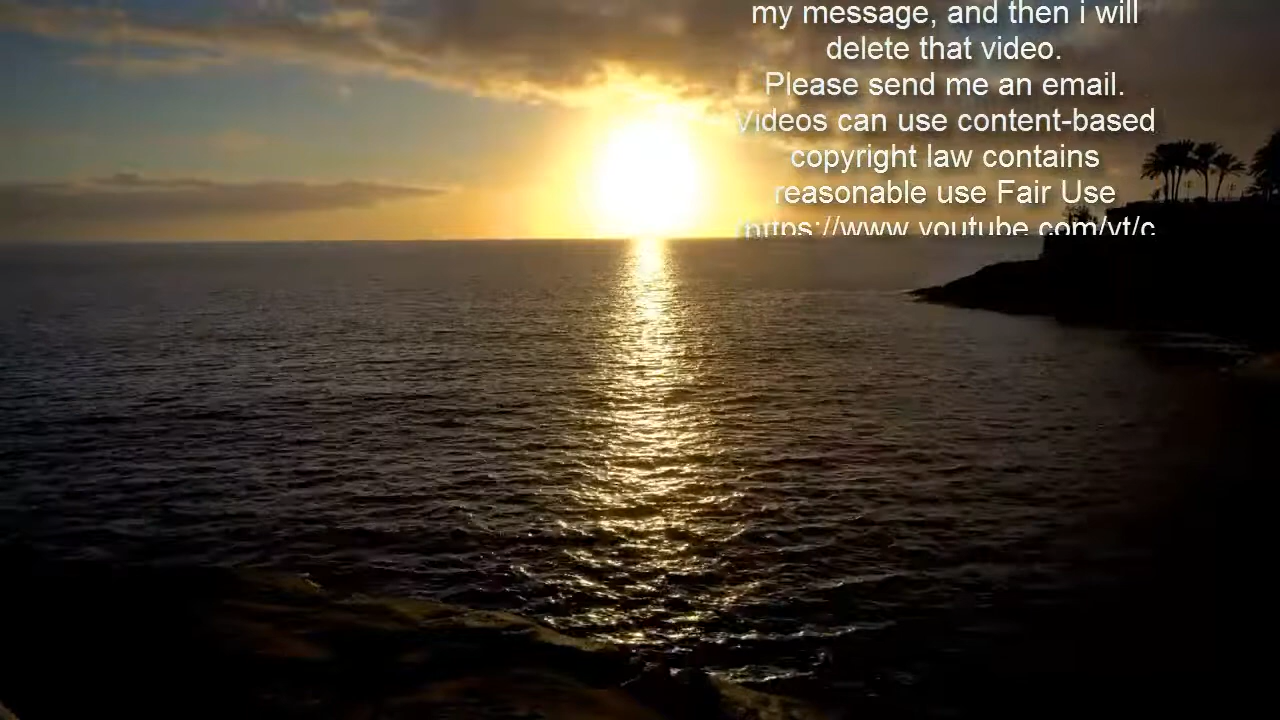 my message, and then i will
delete that video.
Please send me an email.
Videos can use content-based
copyright law contains
reasonable use Fair Use
https://www.youtube.com/yt/c